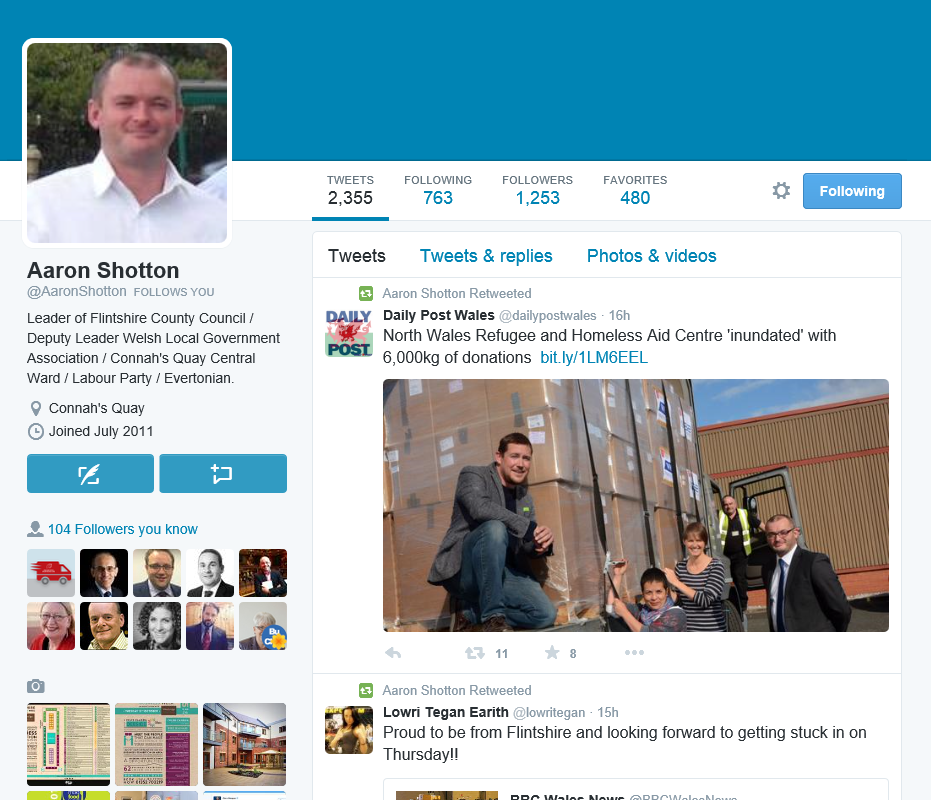 TWEETS
2,355
FOLLOWING
763
FOLLOWERS
1,253
FAVORITES
480
Following
Aaron Shotton
@AaronShotton FOLLOWS YOU
Leader of Flintshire County Council /
Deputy Leader Welsh Local Government
Association / Connah's Quay Central
Ward / Labour Party / Evertonian.
Connah's Quay
Joined July 2011
104 Followers you know
Bu
Tweets
Tweets & replies
Photos & videos
Aaron Shotton Retweeted
DAILY
POST
Daily Post Wales @dailypostwales · 16h
North Wales Refugee and Homeless Aid Centre 'inundated' with
6,000kg of donations bit.ly/1LM6EEL
11
8
Aaron Shotton Retweeted
Lowri Tegan Earith @lowritegan · 15h
Proud to be from Flintshire and looking forward to getting stuck in on
Thursday!!
BBC Wales News @BBCWalesNews